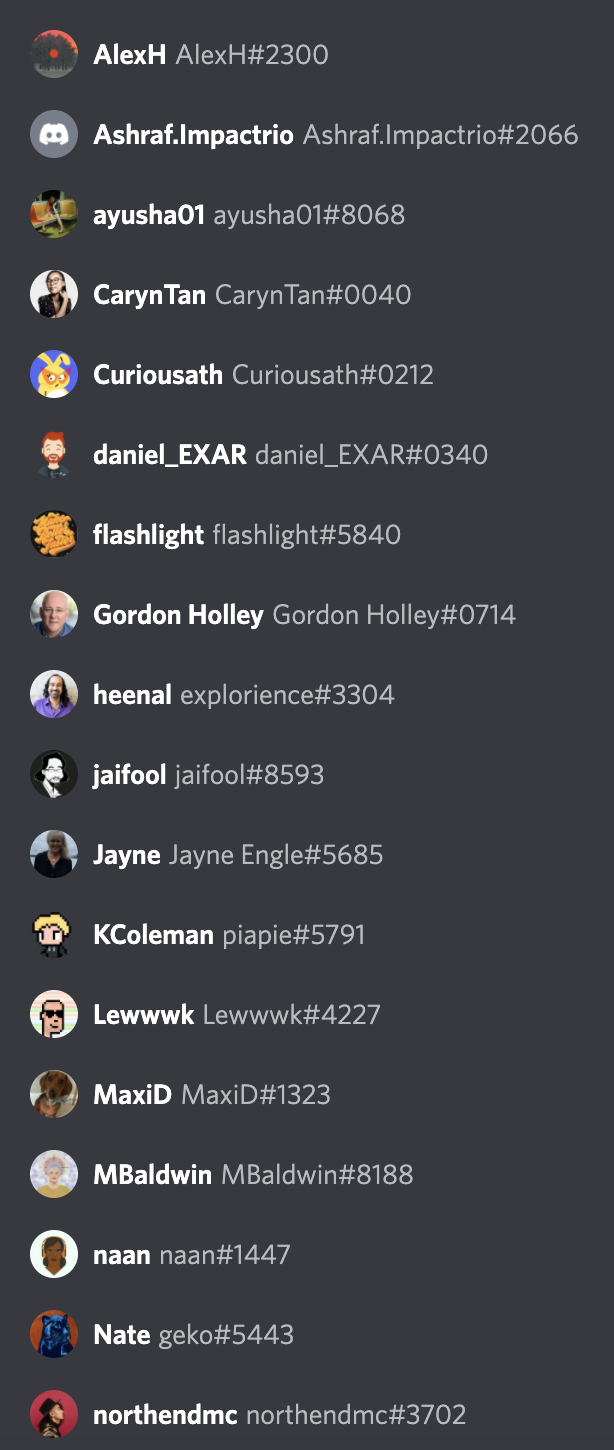 AlexH AlexH#2300
Ashraf.Impactrio Ashraf.Impactrio#2066
ayusha01 ayusha01#8068
CarynTan CarynTan#0040
Curiousath Curiousath#0212
daniel_EXAR daniel_EXAR#0340
flashlight flashlight#5840
Gordon Holley Gordon Holley#0714
heenal explorience#3304
jaifool jaifool#8593
Jayne Jayne Engle#5685
KColeman piapie#5791
Lewwwk Lewwwk#4227
MaxiD MaxiD#1323
MBaldwin MBaldwin#8188
naan naan#1447
Nate geko#5443
northendmc northendmc#3702